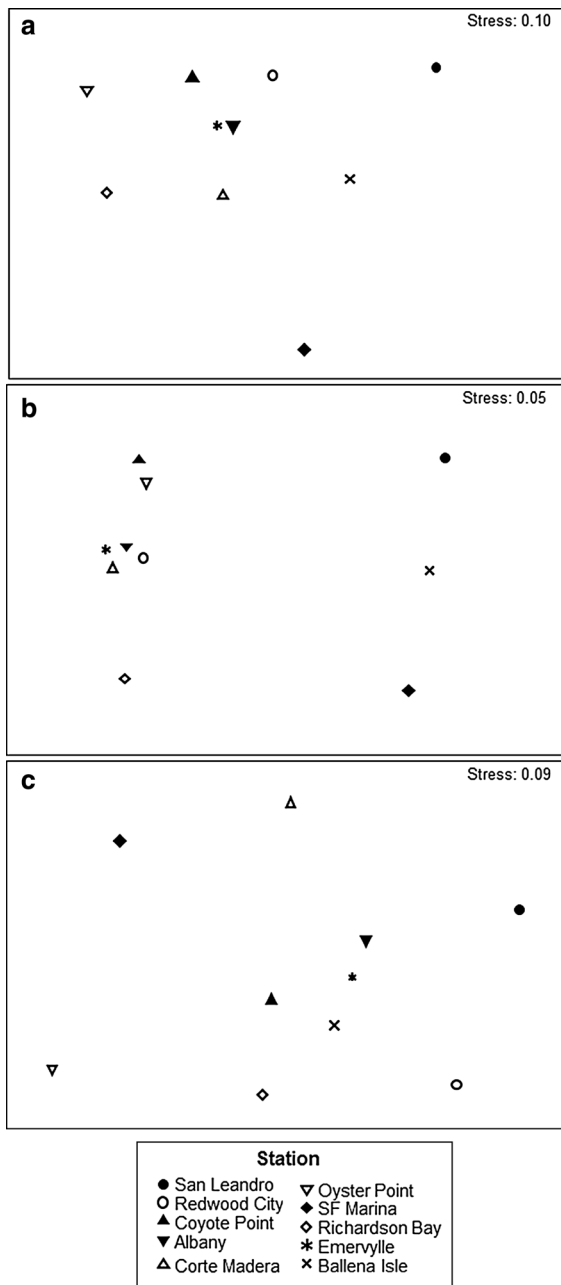 a
Stress: 0.10
b
Stress: 0.05
c
Stress: 0.09
Station
San Leandro
Redwood City
Coyote Point
Albany
Corte Madera
Oyster Point
SF Marina
Richardson Bay
Emervylle
Ballena Isle